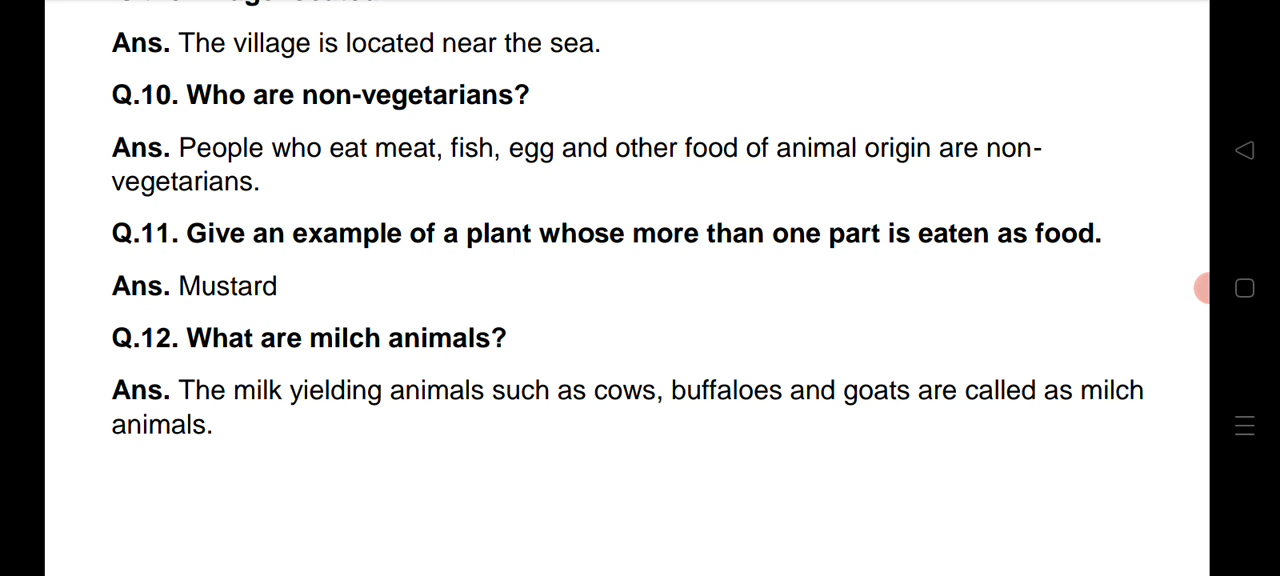 Ans. The village is located near the sea.
Q.10. Who are non-vegetarians?
Ans. People who eat meat, fish, egg and other food of animal origin are non-
vegetarians.
Q.11. Give an example of a plant whose more than one part is eaten as food.
Ans. Mustard
Q.12. What are milch animals?
Ans. The milk yielding animals such as cows, buffaloes and goats are called as milch
animals.